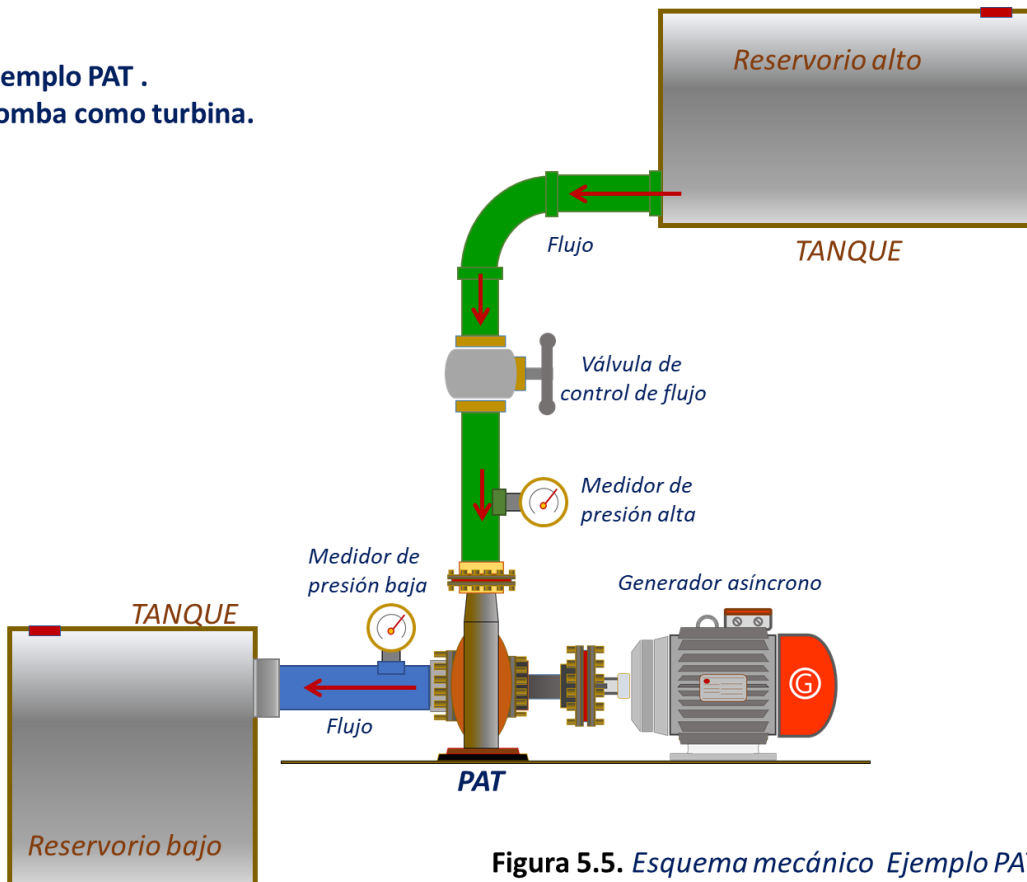 emplo PAT .
omba como turbina.
Reservorio alto
TANQUE
Flujo
Válvula de
control de flujo
Medidor de
presión alta
Medidor de
presión baja
Generador asíncrono
TANQUE
G
Flujo
PAT
Reservorio bajo
Figura 5.5. Esquema mecánico Ejemplo PAT